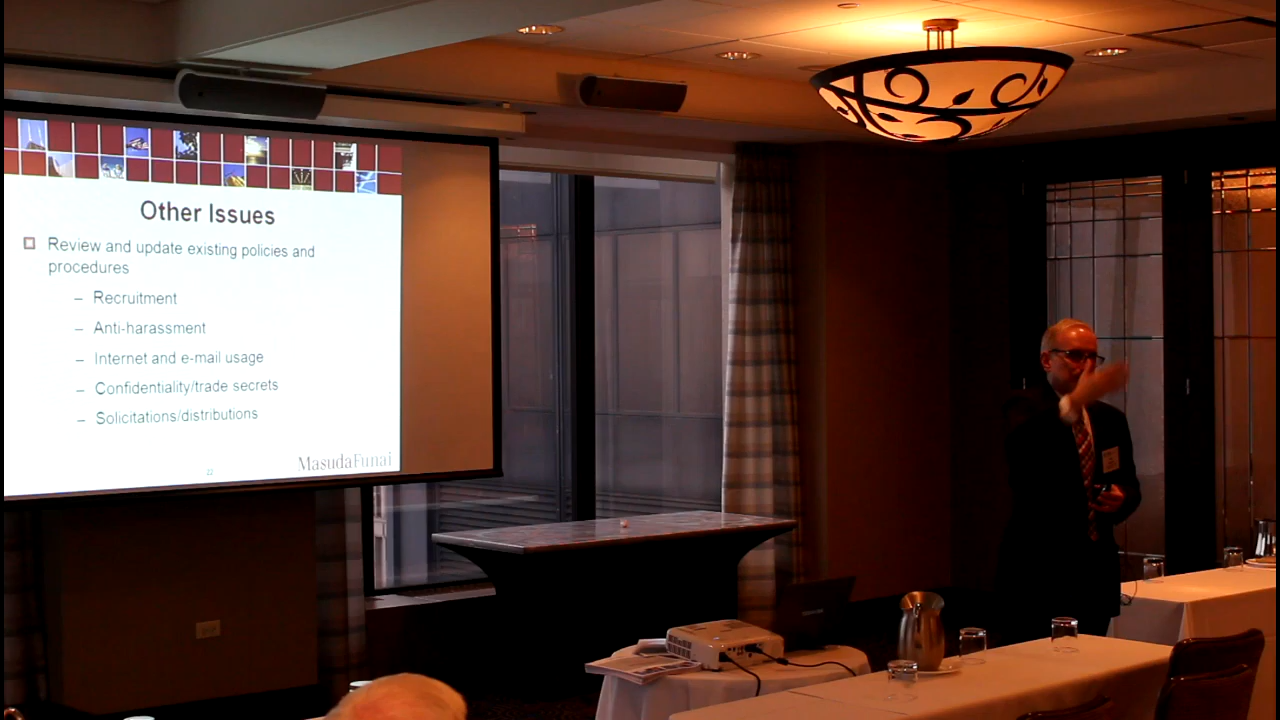 Other Issues
Review and update existing policies and
procedures
– Recruitment
– Anti-harassment
– Internet and e-mail usage
– Confidentiality/trade secrets
– Solicitations/distributions
MasudaFunai